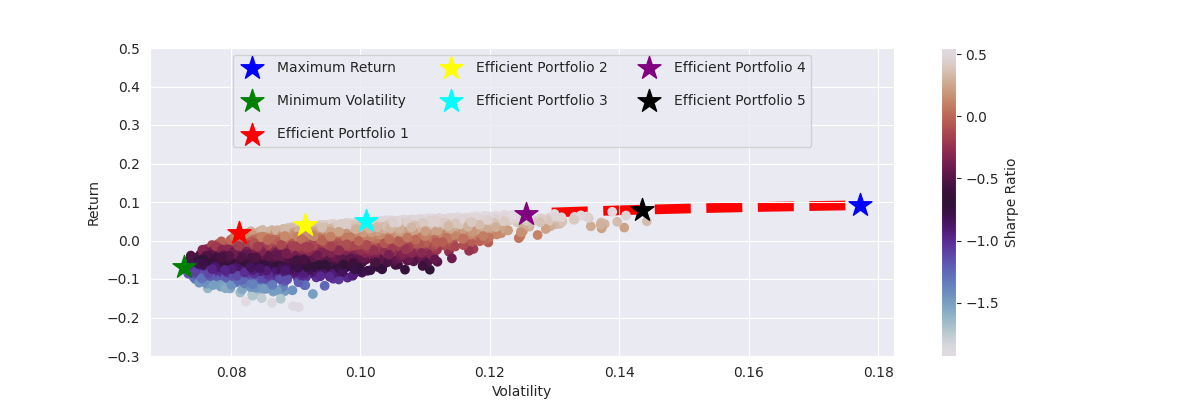 0.5
0.4
0.3
0.2
0.1
0.0
−0.1
−0.2
−0.3
Return
Maximum Return
Minimum Volatility
Efficient Portfolio 1
Efficient Portfolio 2
Efficient Portfolio 3
Efficient Portfolio 4
Efficient Portfolio 5
0.08 0.10 0.12 0.14 0.16 0.18
Volatility
0.5
0.0
−0.5
−1.0
−1.5
Sharpe Ratio